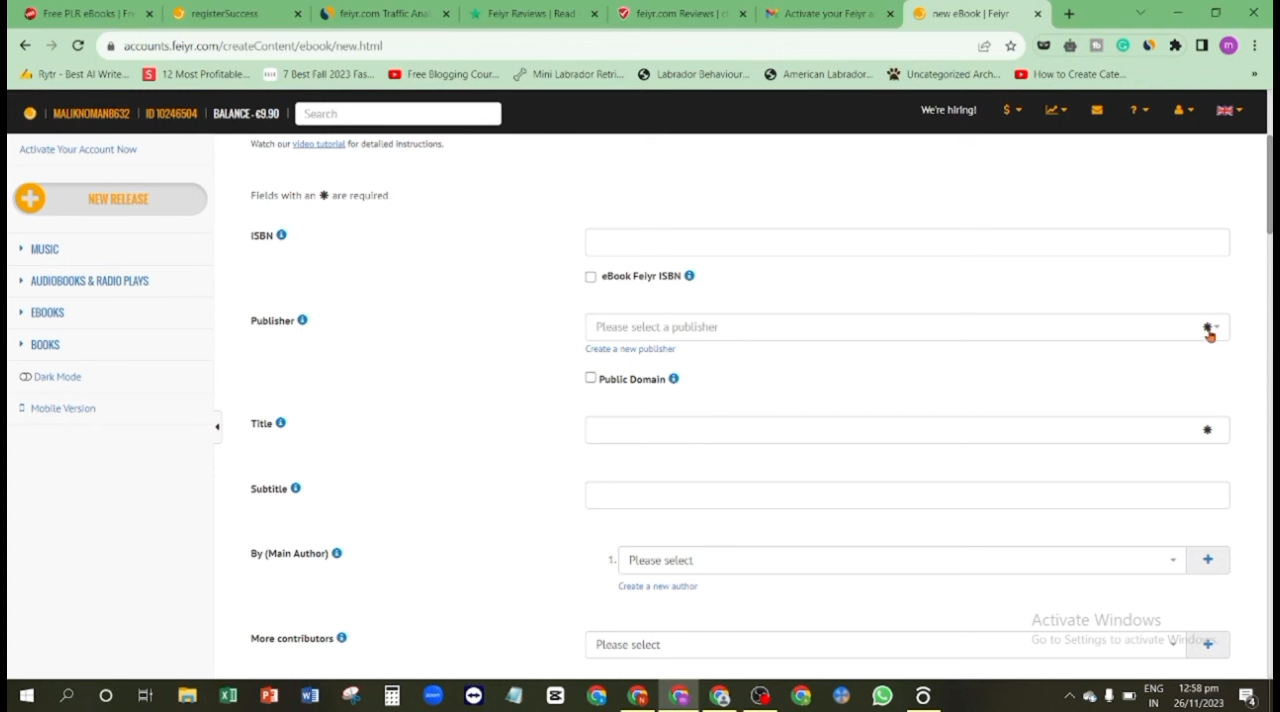 Free PLR eBooks | Fre
registerSuccess
feiyr.com Traffic Anal
Feiyr Reviews | Read
feiyr.com Reviews | c
Activate your Feiyr a
new eBook | Feiyr
accounts.feiyr.com/createContent/ebook/new.html
m
Rytr - Best AI Write...
12 Most Profitable...
7 Best Fall 2023 Fas...
Free Blogging Cour...
Mini Labrador Retri...
Labrador Behaviour...
American Labrador...
Uncategorized Arch...
How to Create Cate...
»
MALIKNOMAN8632 | ID 10246504 | BALANCE -€9.90 | Search
We're hiring!
$
?
Activate Your Account Now
Watch our video tutorial for detailed instructions.
NEW RELEASE
Fields with an ✱ are required
MUSIC
AUDIOBOOKS & RADIO PLAYS
EBOOKS
BOOKS
Dark Mode
Mobile Version
ISBN
eBook Feiyr ISBN
Publisher
Please select a publisher
Create a new publisher
Public Domain
Title
Subtitle
By (Main Author)
1. Please select
Create a new author
More contributors
Please select
Activate Windows
Go to Settings to activate Windows.
zoom
ENG
IN
12:58 pm
26/11/2023
4